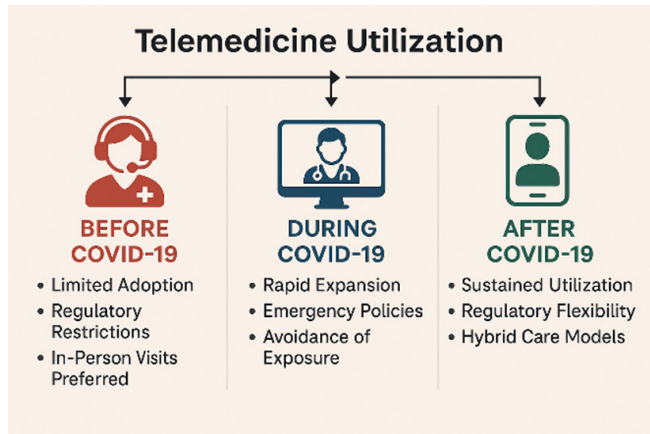 Telemedicine Utilization
BEFORE
COVID-19
• Limited Adoption
• Regulatory
Restrictions
• In-Person Visits
Preferred
DURING
COVID-19
• Rapid Expansion
• Emergency Policies
• Avoidance of
Exposure
AFTER
COVID-19
• Sustained Utilization
• Regulatory Flexibility
• Hybrid Care Models